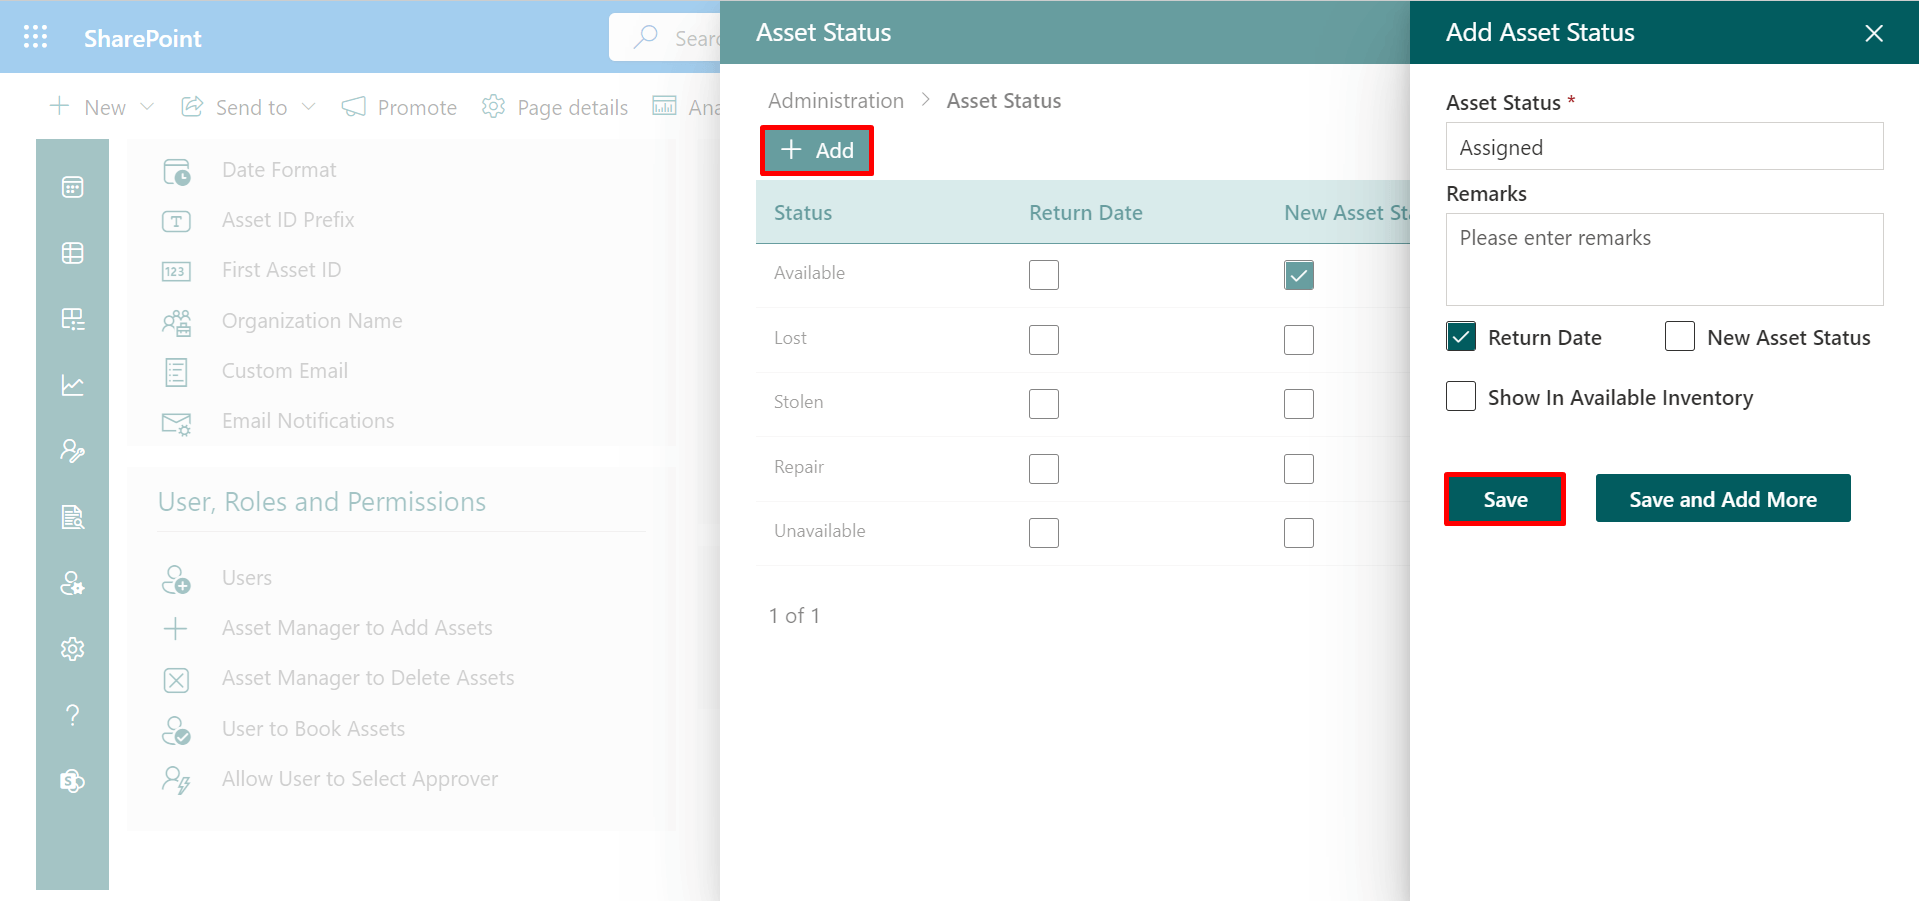 SharePoint
Sear
New
Send to
Promote
Page details
Ana
Date Format
Asset ID Prefix
First Asset ID
123
Organization Name
Custom Email
Email Notifications
User, Roles and Permissions
Users
Asset Manager to Add Assets
Asset Manager to Delete Assets
User to Book Assets
Allow User to Select Approver
Asset Status
Administration > Asset Status
+ Add
Status Return Date New Asset Sta
Available
Lost
Stolen
Repair
Unavailable
1 of 1
Add Asset Status
Asset Status *
Assigned
Remarks
Please enter remarks
Return Date New Asset Status
Show In Available Inventory
Save Save and Add More